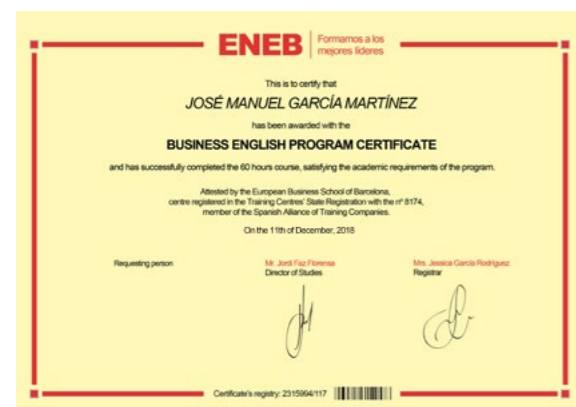 ENEB
Formamos a los
mejores líderes
This is to certify that
JOSÉ MANUEL GARCÍA MARTÍNEZ
has been awarded with the
BUSINESS ENGLISH PROGRAM CERTIFICATE
and has successfully completed the 60 hours course, satisfying the academic requirements of the program.
Attested by the European Business School of Barcelona,
centre registered in the Training Centres' State Registration with the nº 8174,
member of the Spanish Alliance of Training Companies.
On the 11th of December, 2018
Requesting person
Mr. Jordi Faz Florensa
Director of Studies
Mrs. Jessica García Rodríguez
Registrar
Certificate's registry: 2315994/117